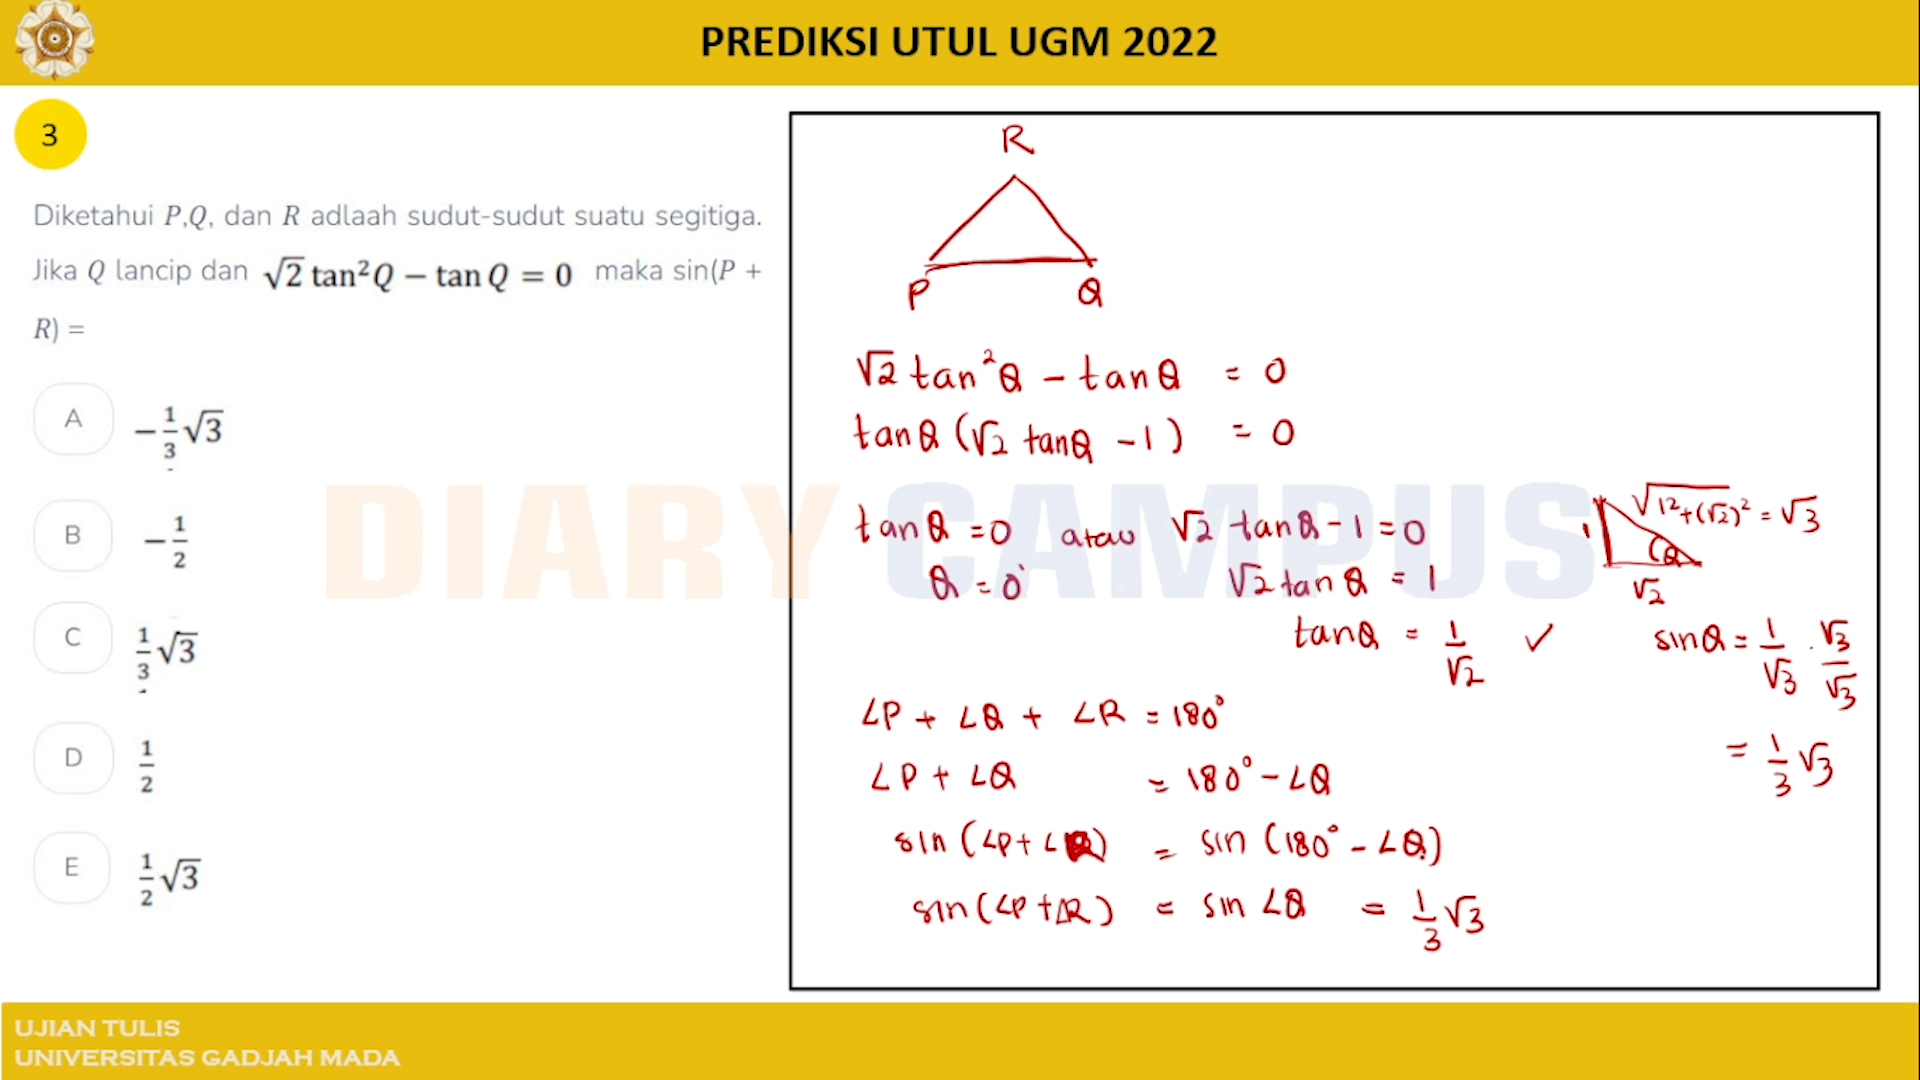 PREDIKSI UTUL UGM 2022
3
Diketahui P,Q, dan R adlaah sudut-sudut suatu segitiga.
Jika Q lancip dan √2 tan²Q − tan Q = 0 maka sin(P +
R) =
A −1/3√3
B −1/2
C 1/3√3
D 1/2
E 1/2√3
DIARY CAMPUS
R
P Q
√2 tan²Q − tanQ = 0
tanQ (√2 tanQ − 1) = 0
tanQ = 0 atau √2 tanQ − 1 = 0
Q = 0° √2 tan Q = 1
tanQ = 1/√2 ✓
1 √(1²+(√2)²) = √3
Q
√2
sinQ = 1/√3 . √3/√3
= 1/3 √3
∠P + ∠Q + ∠R = 180°
∠P + ∠Q = 180° − ∠Q
sin (∠P + ∠Q) = sin (180° − ∠Q)
sin (∠P + ∠R) = sin ∠Q = 1/3 √3
UJIAN TULIS
UNIVERSITAS GADJAH MADA